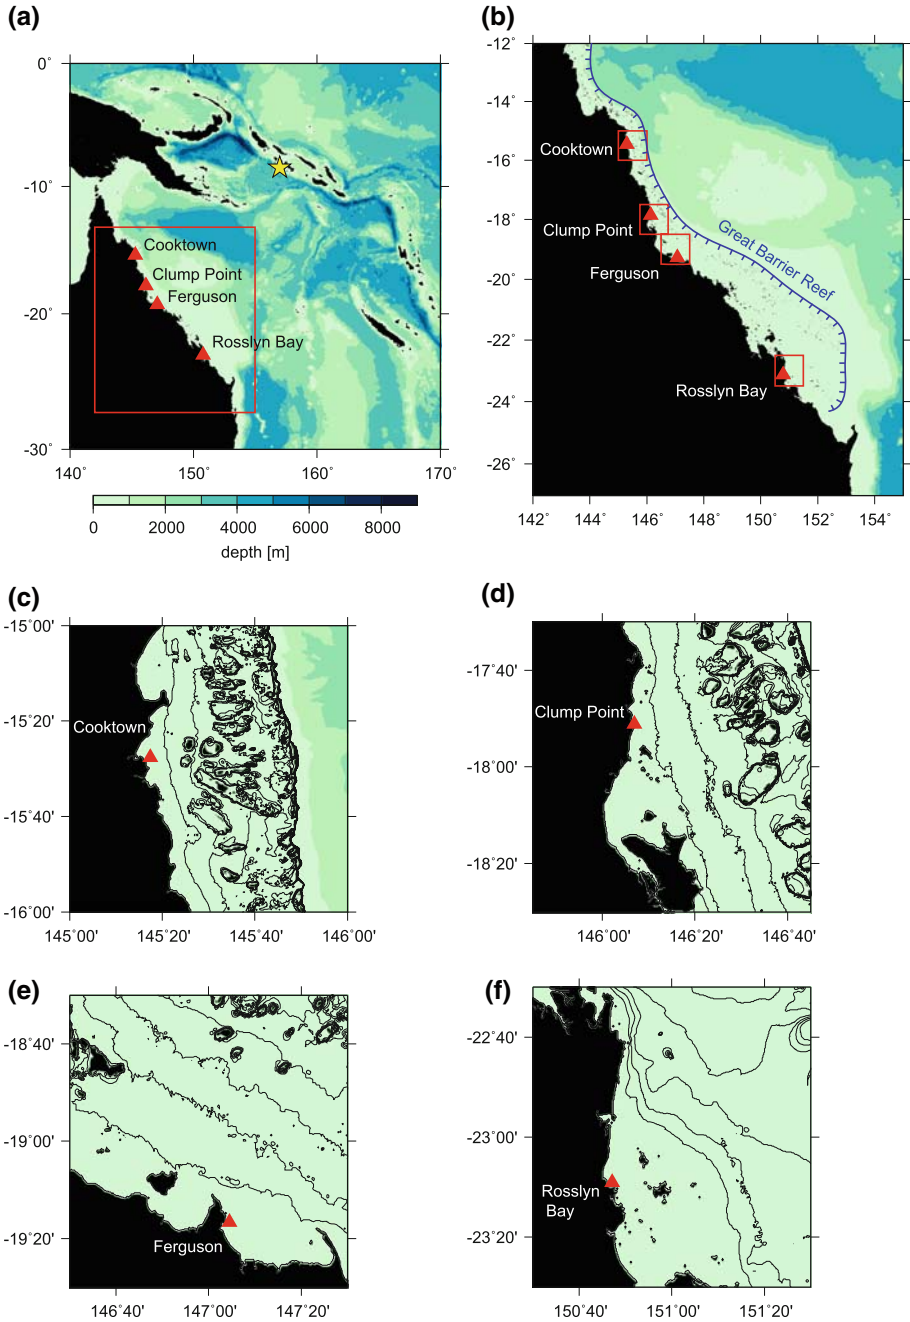 (a)
0˚
-10˚
-20˚
-30˚
140˚ 150˚ 160˚ 170˚
Cooktown
Clump Point
Ferguson
Rosslyn Bay
0 2000 4000 6000 8000
depth [m]
(b)
-12˚
-14˚
-16˚
-18˚
-20˚
-22˚
-24˚
-26˚
142˚ 144˚ 146˚ 148˚ 150˚ 152˚ 154˚
Cooktown
Clump Point
Ferguson
Great Barrier Reef
Rosslyn Bay
(c)
-15˚00'
-15˚20'
-15˚40'
-16˚00'
145˚00' 145˚20' 145˚40' 146˚00'
Cooktown
(d)
-17˚40'
-18˚00'
-18˚20'
146˚00' 146˚20' 146˚40'
Clump Point
(e)
-18˚40'
-19˚00'
-19˚20'
146˚40' 147˚00' 147˚20'
Ferguson
(f)
-22˚40'
-23˚00'
-23˚20'
150˚40' 151˚00' 151˚20'
Rosslyn
Bay